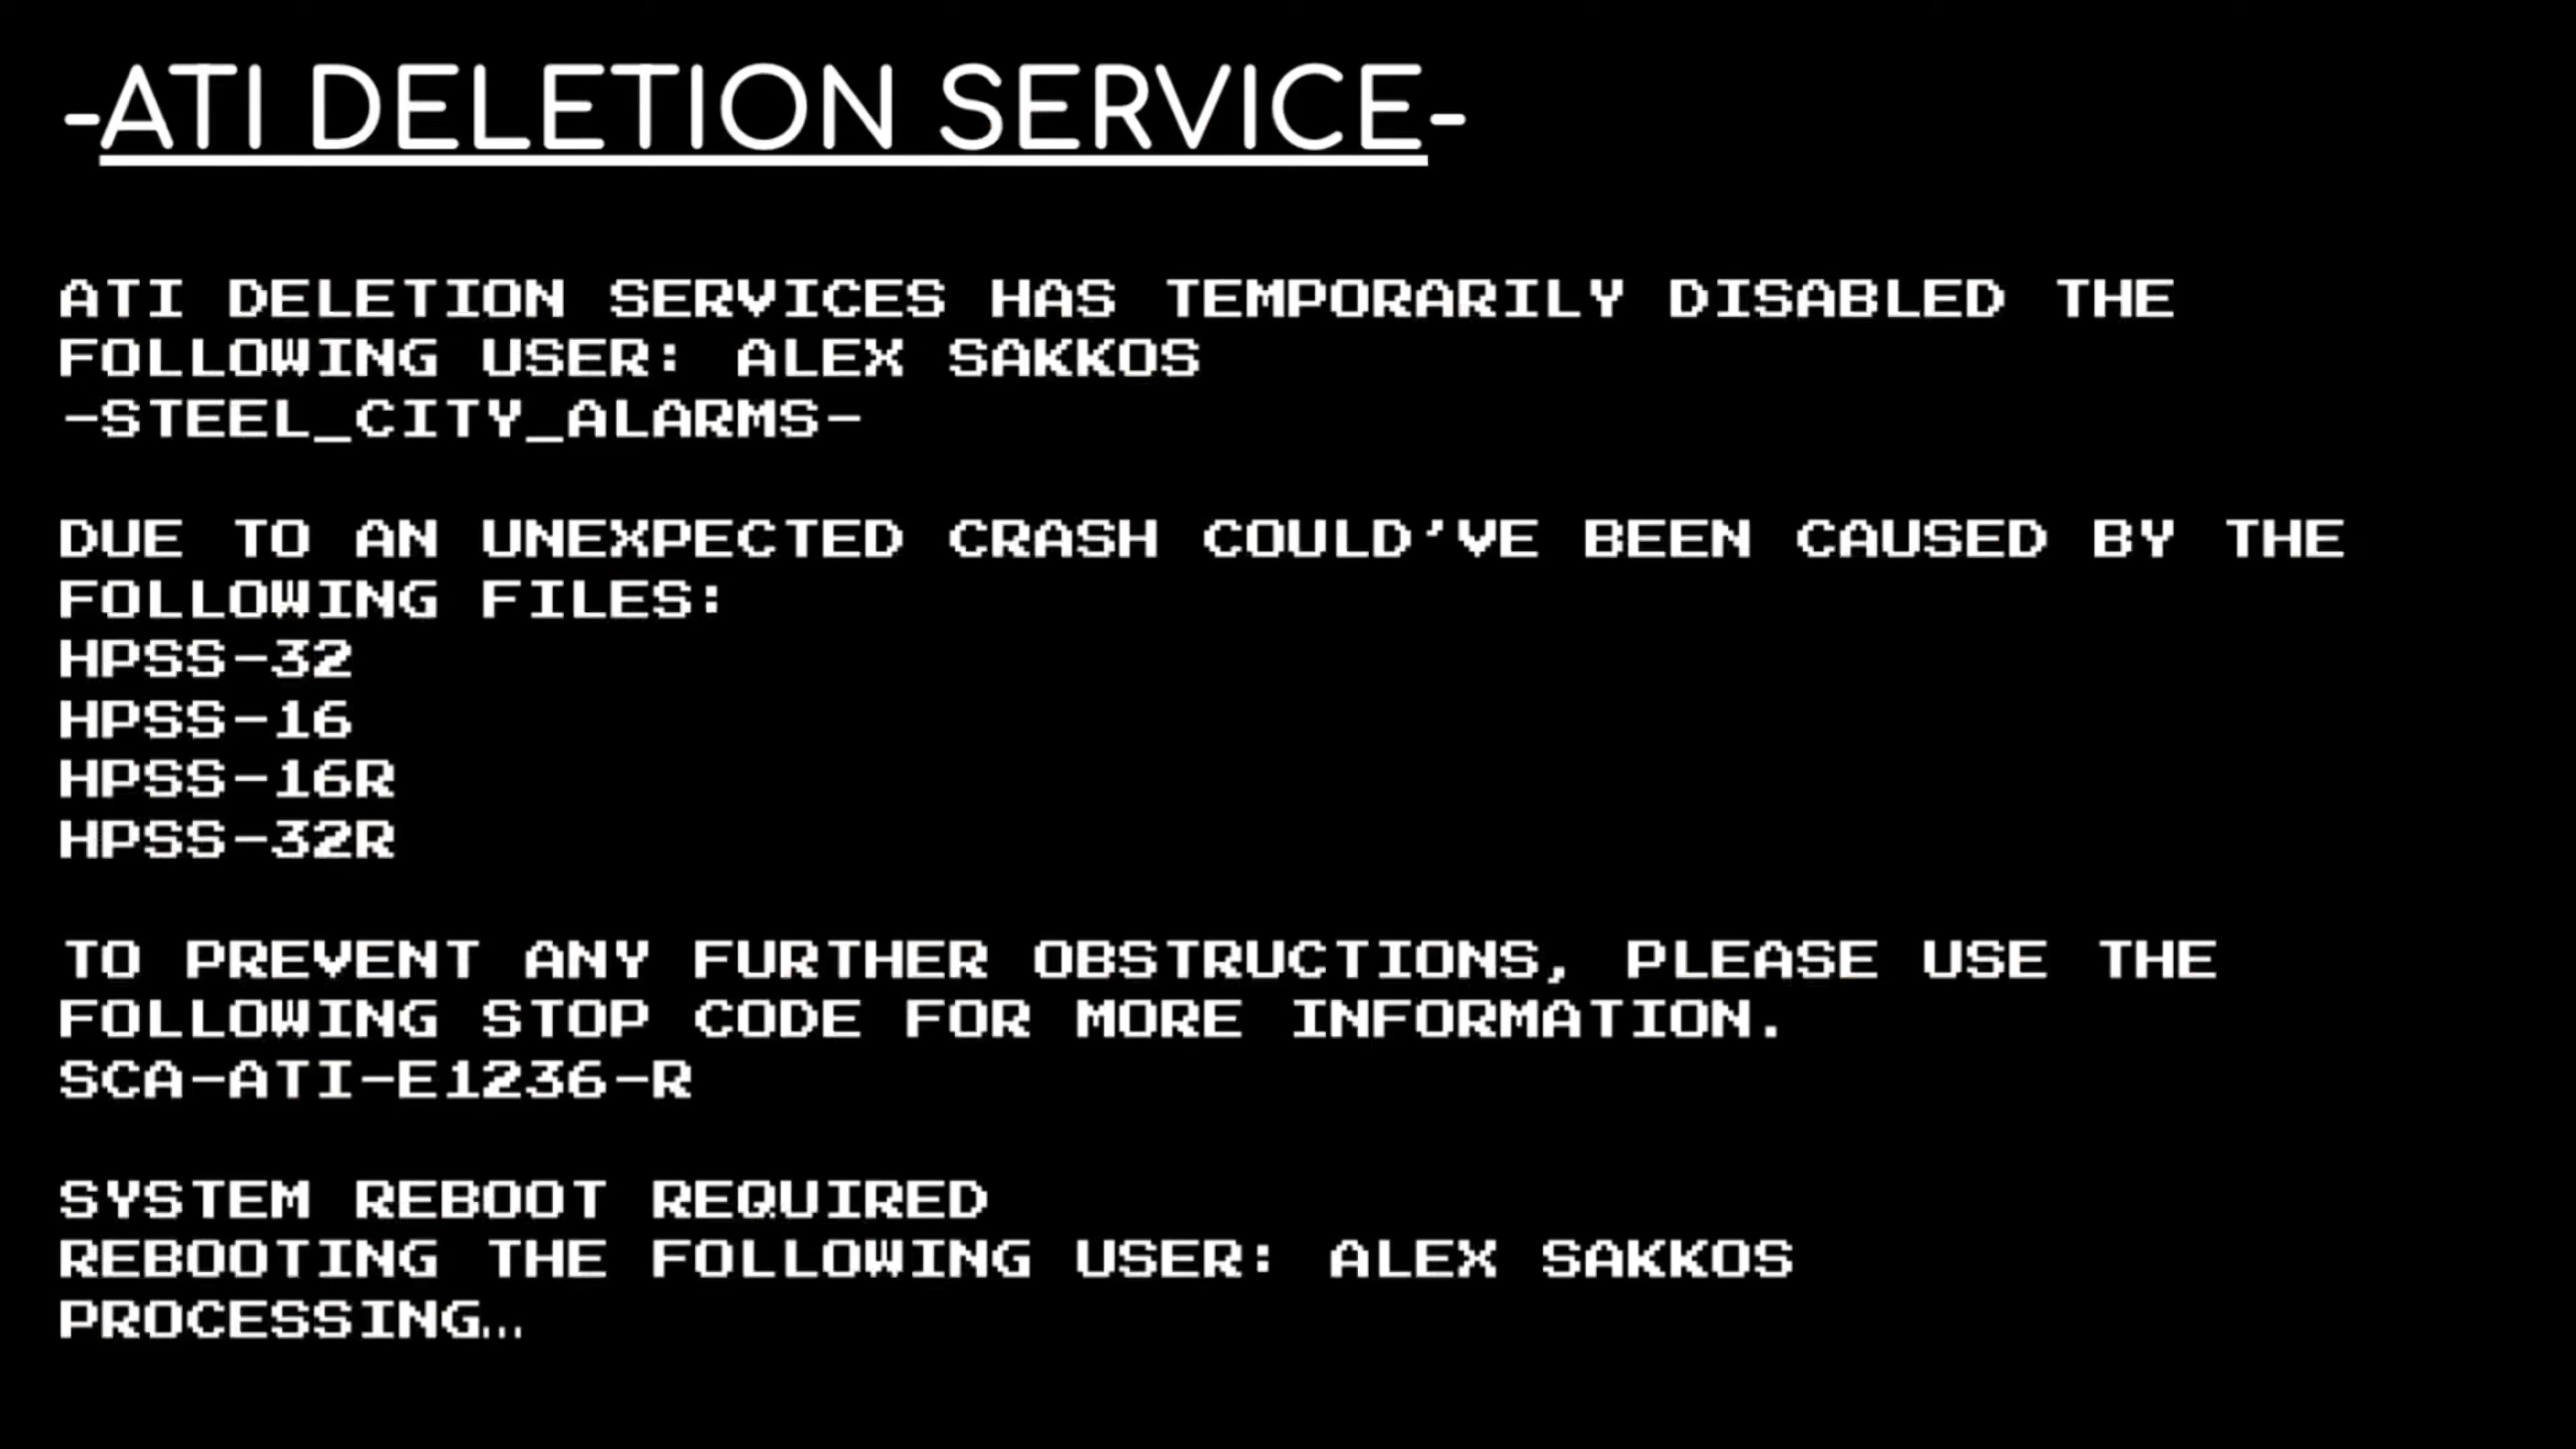 -ATI DELETION SERVICE-
ATI DELETION SERVICES HAS TEMPORARILY DISABLED THE
FOLLOWING USER: ALEX SAKKOS
-STEEL_CITY_ALARMS-
DUE TO AN UNEXPECTED CRASH COULD'VE BEEN CAUSED BY THE
FOLLOWING FILES:
HPSS-32
HPSS-16
HPSS-16R
HPSS-32R
TO PREVENT ANY FURTHER OBSTRUCTIONS, PLEASE USE THE
FOLLOWING STOP CODE FOR MORE INFORMATION.
SCA-ATI-E1236-R
SYSTEM REBOOT REQUIRED
REBOOTING THE FOLLOWING USER: ALEX SAKKOS
PROCESSING...